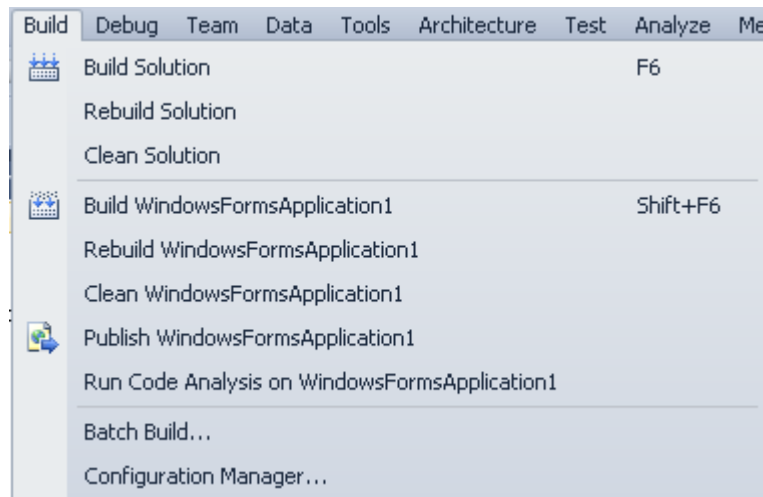 Build Debug Team Data Tools Architecture Test Analyze Me
Build Solution F6
Rebuild Solution
Clean Solution
Build WindowsFormsApplication1 Shift+F6
Rebuild WindowsFormsApplication1
Clean WindowsFormsApplication1
Publish WindowsFormsApplication1
Run Code Analysis on WindowsFormsApplication1
Batch Build...
Configuration Manager...